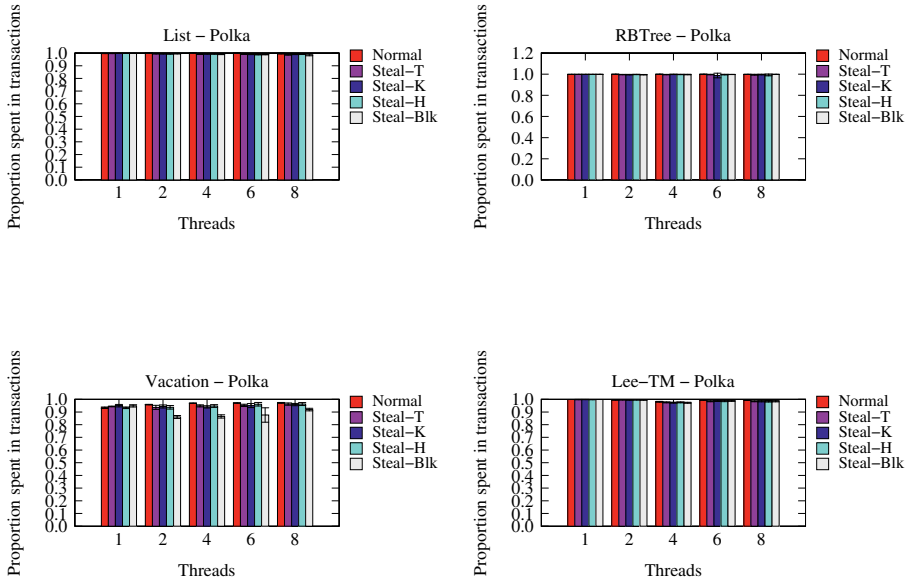 List – Polka
Proportion spent in transactions
1.0
0.9
0.8
0.7
0.6
0.5
0.4
0.3
0.2
0.1
0.0
1 2 4 6 8
Threads
Normal
Steal–T
Steal–K
Steal–H
Steal–Blk
RBTree – Polka
Proportion spent in transactions
1.2
1.0
0.8
0.6
0.4
0.2
0.0
1 2 4 6 8
Threads
Normal
Steal–T
Steal–K
Steal–H
Steal–Blk
Vacation – Polka
Proportion spent in transactions
1.0
0.9
0.8
0.7
0.6
0.5
0.4
0.3
0.2
0.1
0.0
1 2 4 6 8
Threads
Normal
Steal–T
Steal–K
Steal–H
Steal–Blk
Lee–TM – Polka
Proportion spent in transactions
1.0
0.9
0.8
0.7
0.6
0.5
0.4
0.3
0.2
0.1
0.0
1 2 4 6 8
Threads
Normal
Steal–T
Steal–K
Steal–H
Steal–Blk